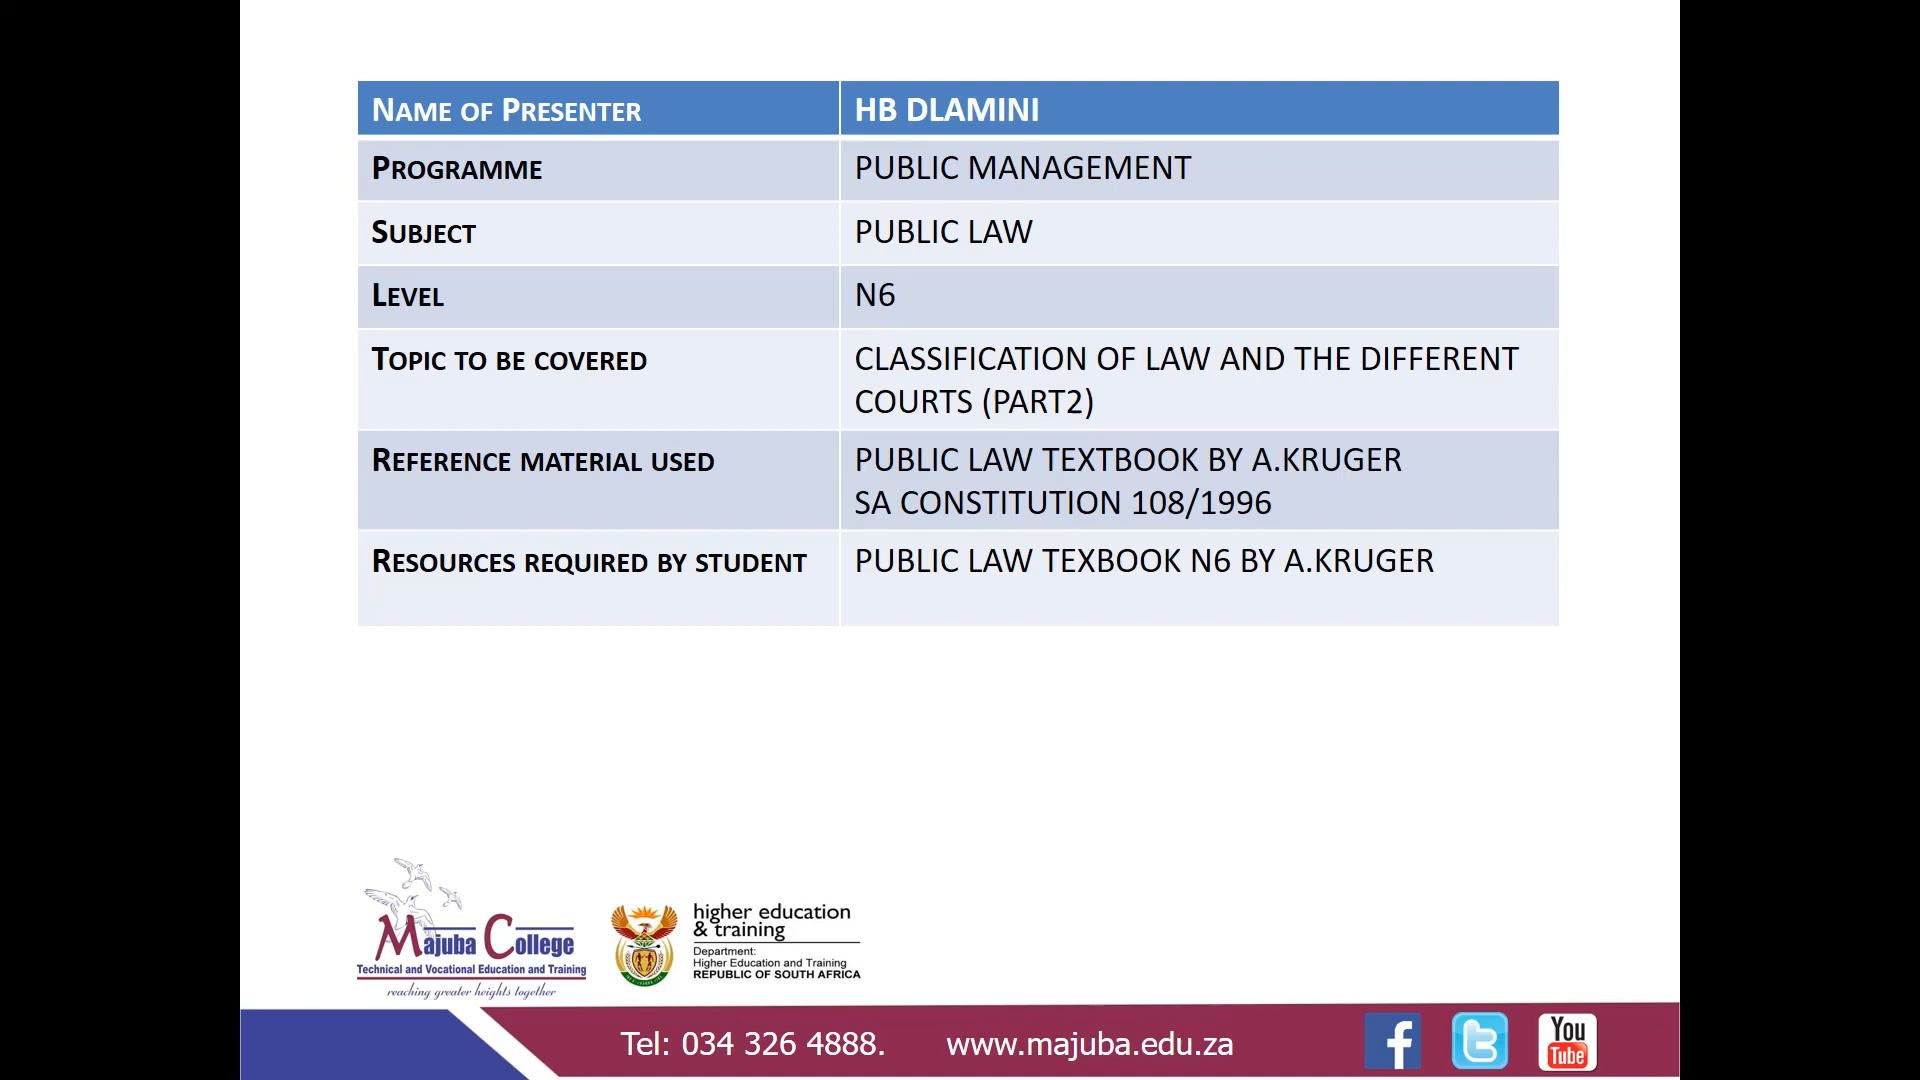 NAME OF PRESENTER
HB DLAMINI
PROGRAMME
PUBLIC MANAGEMENT
SUBJECT
PUBLIC LAW
LEVEL
N6
TOPIC TO BE COVERED
CLASSIFICATION OF LAW AND THE DIFFERENT
COURTS (PART2)
REFERENCE MATERIAL USED
PUBLIC LAW TEXTBOOK BY A.KRUGER
SA CONSTITUTION 108/1996
RESOURCES REQUIRED BY STUDENT
PUBLIC LAW TEXBOOK N6 BY A.KRUGER
Majuba College
Technical and Vocational Education and Training
reaching greater heights together
higher education
& training
Department:
Higher Education and Training
REPUBLIC OF SOUTH AFRICA
Tel: 034 326 4888. www.majuba.edu.za
You
Tube